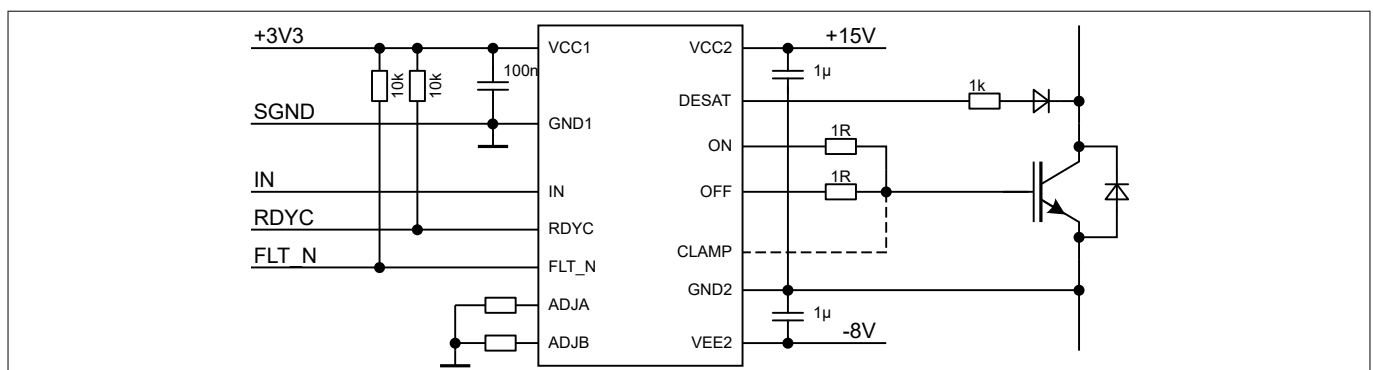 +3V3
VCC1
VCC2
+15V
10k
10k
100n
1µ
DESAT
1k
SGND
GND1
ON
1R
IN
IN
OFF
1R
RDYC
RDYC
CLAMP
FLT_N
FLT_N
GND2
ADJA
1µ
ADJB
VEE2
-8V